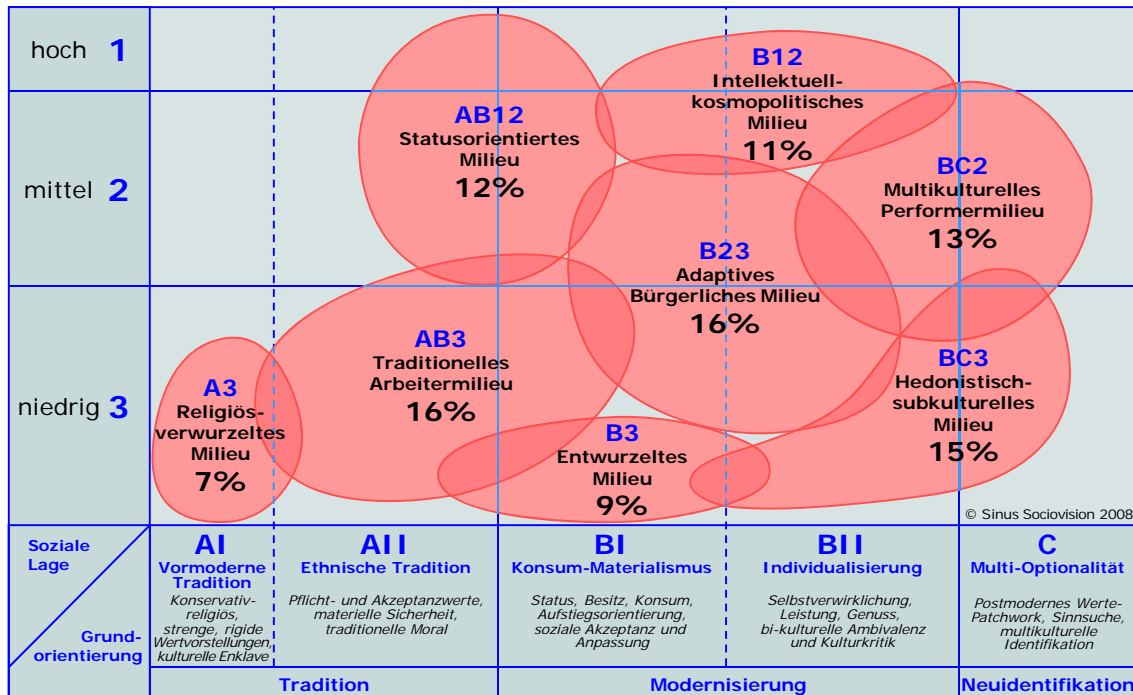 hoch 1
mittel 2
niedrig 3
B12
Intellektuell-
kosmopolitisches
Milieu
11%
AB12
Statusorientiertes
Milieu
12%
BC2
Multikulturelles
Performermilieu
13%
B23
Adaptives
Bürgerliches Milieu
16%
AB3
Traditionelles
Arbeitermilieu
16%
BC3
Hedonistisch-
subkulturelles
Milieu
15%
A3
Religiös-
verwurzeltes
Milieu
7%
B3
Entwurzeltes
Milieu
9%
© Sinus Sociovision 2008
Soziale
Lage
Grund-
orientierung
AI
Vormoderne
Tradition
Konservativ-
religiös,
strenge, rigide
Wertvorstellungen,
kulturelle Enklave
AII
Ethnische Tradition
Pflicht- und Akzeptanzwerte,
materielle Sicherheit,
traditionelle Moral
BI
Konsum-Materialismus
Status, Besitz, Konsum,
Aufstiegsorientierung,
soziale Akzeptanz und
Anpassung
BII
Individualisierung
Selbstverwirklichung,
Leistung, Genuss,
bi-kulturelle Ambivalenz
und Kulturkritik
C
Multi-Optionalität
Postmodernes Werte-
Patchwork, Sinnsuche,
multikulturelle
Identifikation
Tradition
Modernisierung
Neuidentifikation